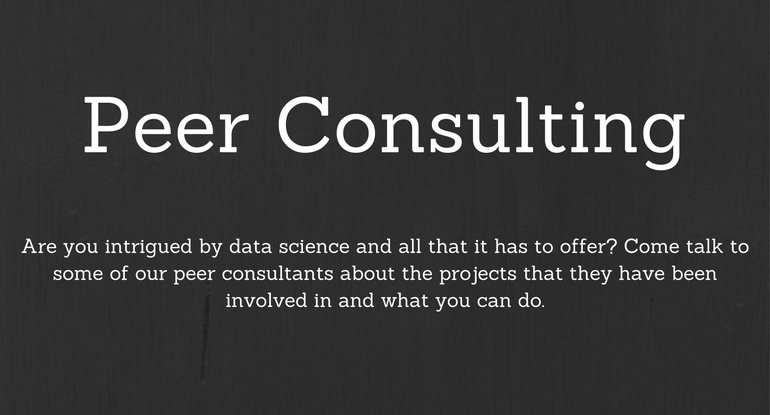 Peer Consulting
Are you intrigued by data science and all that it has to offer? Come talk to
some of our peer consultants about the projects that they have been
involved in and what you can do.